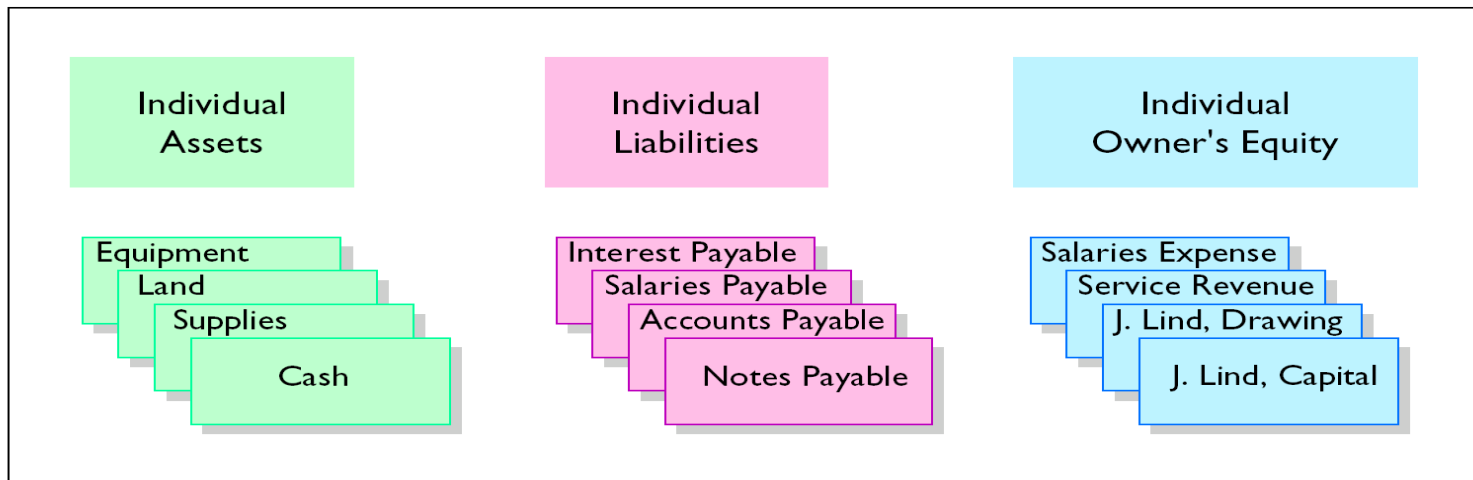 Individual
Assets
Individual
Liabilities
Individual
Owner's Equity
Equipment
Land
Supplies
Cash
Interest Payable
Salaries Payable
Accounts Payable
Notes Payable
Salaries Expense
Service Revenue
J. Lind, Drawing
J. Lind, Capital